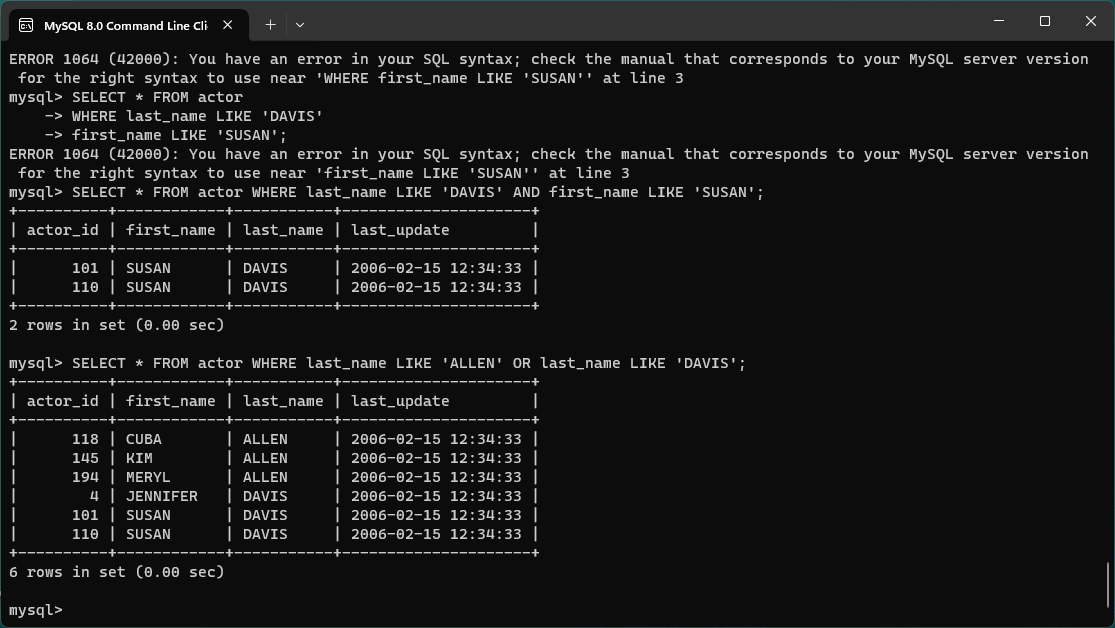 MySQL 8.0 Command Line Cli
ERROR 1064 (42000): You have an error in your SQL syntax; check the manual that corresponds to your MySQL server version
 for the right syntax to use near 'WHERE first_name LIKE 'SUSAN'' at line 3
mysql> SELECT * FROM actor
    -> WHERE last_name LIKE 'DAVIS'
    -> first_name LIKE 'SUSAN';
ERROR 1064 (42000): You have an error in your SQL syntax; check the manual that corresponds to your MySQL server version
 for the right syntax to use near 'first_name LIKE 'SUSAN'' at line 3
mysql> SELECT * FROM actor WHERE last_name LIKE 'DAVIS' AND first_name LIKE 'SUSAN';
+----------+------------+-----------+---------------------+
| actor_id | first_name | last_name | last_update         |
+----------+------------+-----------+---------------------+
|      101 | SUSAN      | DAVIS     | 2006-02-15 12:34:33 |
|      110 | SUSAN      | DAVIS     | 2006-02-15 12:34:33 |
+----------+------------+-----------+---------------------+
2 rows in set (0.00 sec)

mysql> SELECT * FROM actor WHERE last_name LIKE 'ALLEN' OR last_name LIKE 'DAVIS';
+----------+------------+-----------+---------------------+
| actor_id | first_name | last_name | last_update         |
+----------+------------+-----------+---------------------+
|      118 | CUBA       | ALLEN     | 2006-02-15 12:34:33 |
|      145 | KIM        | ALLEN     | 2006-02-15 12:34:33 |
|      194 | MERYL      | ALLEN     | 2006-02-15 12:34:33 |
|        4 | JENNIFER   | DAVIS     | 2006-02-15 12:34:33 |
|      101 | SUSAN      | DAVIS     | 2006-02-15 12:34:33 |
|      110 | SUSAN      | DAVIS     | 2006-02-15 12:34:33 |
+----------+------------+-----------+---------------------+
6 rows in set (0.00 sec)

mysql>